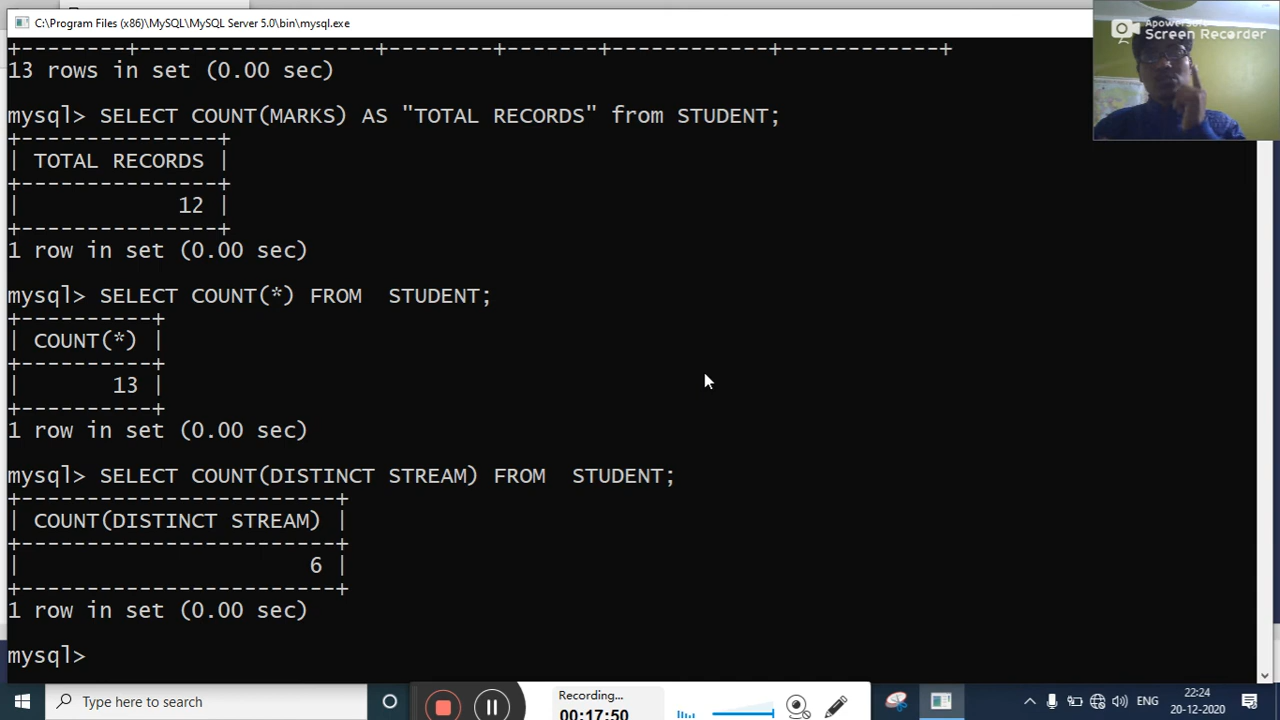 C:\Program Files (x86)\MySQL\MySQL Server 5.0\bin\mysql.exe
Apowersoft
Screen Recorder
+--------+------------------+--------+-------+------------+------------+
13 rows in set (0.00 sec)
mysql> SELECT COUNT(MARKS) AS "TOTAL RECORDS" from STUDENT;
+---------------+
| TOTAL RECORDS |
+---------------+
| 12 |
+---------------+
1 row in set (0.00 sec)
mysql> SELECT COUNT(*) FROM  STUDENT;
+----------+
| COUNT(*) |
+----------+
| 13 |
+----------+
1 row in set (0.00 sec)
mysql> SELECT COUNT(DISTINCT STREAM) FROM  STUDENT;
+------------------------+
| COUNT(DISTINCT STREAM) |
+------------------------+
| 6 |
+------------------------+
1 row in set (0.00 sec)
mysql>
Type here to search
Recording...
00:17:50
ENG
22:24
20-12-2020